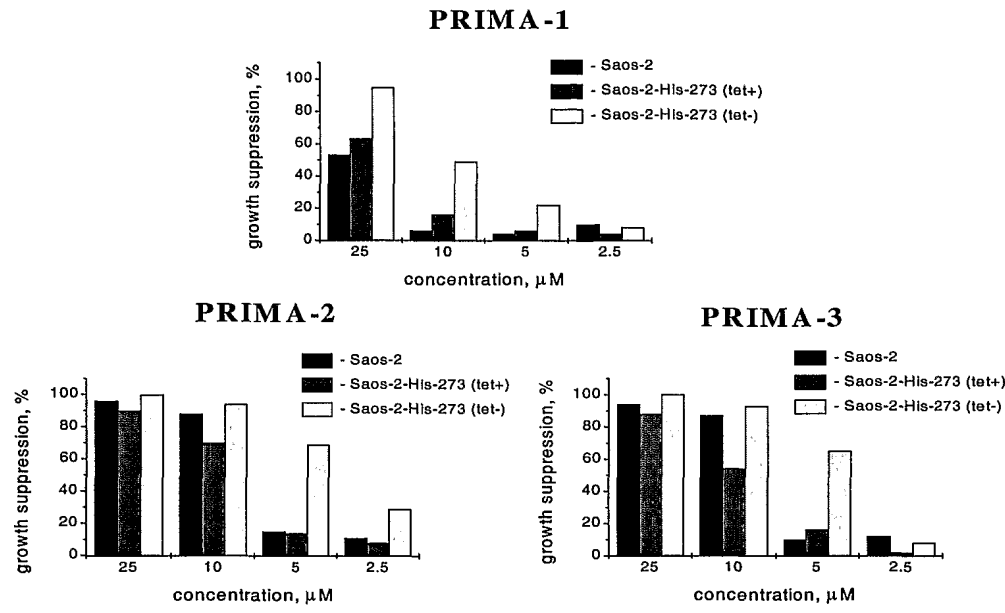 PRIMA-1
- Saos-2
- Saos-2-His-273 (tet+)
- Saos-2-His-273 (tet-)
growth suppression, %
100
80
60
40
20
0
25 10 5 2.5
concentration, μM
PRIMA-2
- Saos-2
- Saos-2-His-273 (tet+)
- Saos-2-His-273 (tet-)
growth suppression, %
100
80
60
40
20
0
25 10 5 2.5
concentration, μM
PRIMA-3
- Saos-2
- Saos-2-His-273 (tet+)
- Saos-2-His-273 (tet-)
growth suppression, %
100
80
60
40
20
0
25 10 5 2.5
concentration, μM